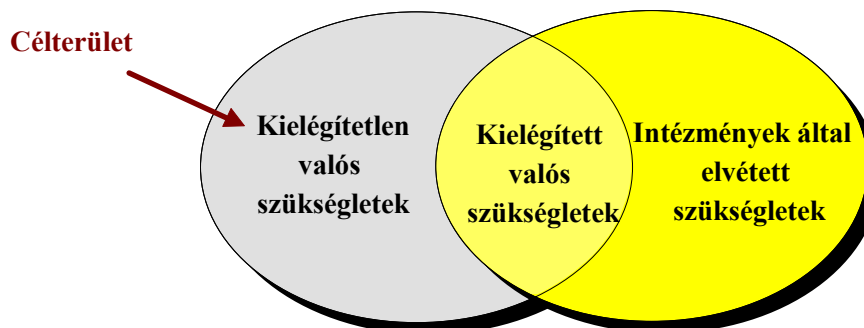 Célterület
Kielégítetlen
valós
szükségletek
Kielégített
valós
szükségletek
Intézmények által
elvétett
szükségletek